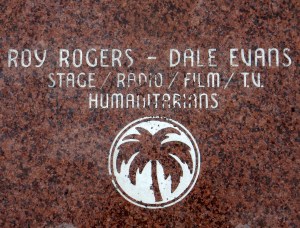 ROY ROGERS - DALE EVANS
STAGE / RADIO / FILM / T.V.
HUMANITARIANS